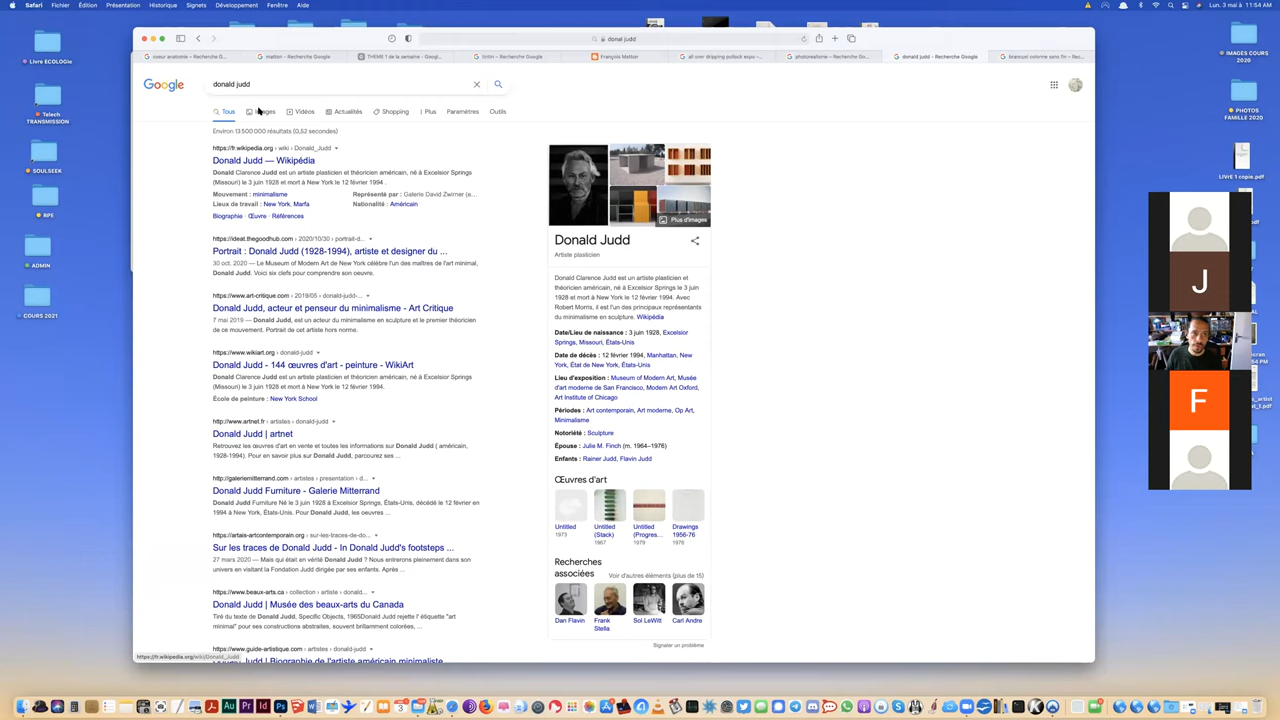 Safari Fichier Édition Présentation Historique Signets Développement Fenêtre Aide
Lun. 3 mai à 11:54 AM
donal judd
coeur anatomie – Recherche G...
matton - Recherche Google
THEME 1 de la semaine - Googl...
tintin – Recherche Google
François Matton
all over dripping pollock expo –...
photorealisme – Recherche Go...
donald judd - Recherche Google
brancusi colonne sans fin – Rec...
Google
donald judd
Tous Images Vidéos Actualités Shopping Plus Paramètres Outils
Environ 13 500 000 résultats (0,52 secondes)
https://fr.wikipedia.org › wiki › Donald_Judd
Donald Judd — Wikipédia
Donald Clarence Judd est un artiste plasticien et théoricien américain, né à Excelsior Springs
(Missouri) le 3 juin 1928 et mort à New York le 12 février 1994 .
Mouvement : minimalisme
Représenté par : Galerie David Zwirner (e...
Lieux de travail : New York, Marfa
Nationalité : Américain
Biographie · Œuvre · Références
https://ideat.thegoodhub.com › 2020/10/30 › portrait-d...
Portrait : Donald Judd (1928-1994), artiste et designer du ...
30 oct. 2020 — Le Museum of Modern Art de New York célèbre l'un des maîtres de l'art minimal,
Donald Judd. Voici six clefs pour comprendre son oeuvre.
https://www.art-critique.com › 2019/05 › donald-judd-...
Donald Judd, acteur et penseur du minimalisme - Art Critique
7 mai 2019 — Donald Judd, est un acteur du minimalisme en sculpture et le premier théoricien
de ce mouvement. Portrait de cet artiste hors norme.
https://www.wikiart.org › donald-judd
Donald Judd - 144 œuvres d'art - peinture - WikiArt
Donald Clarence Judd est un artiste plasticien et théoricien américain, né à Excelsior Springs
(Missouri) le 3 juin 1928 et mort à New York le 12 février 1994.
École de peinture : New York School
http://www.artnet.fr › artistes › donald-judd
Donald Judd | artnet
Retrouvez les œuvres d'art en vente et toutes les informations sur Donald Judd ( américain,
1928-1994). Pour en savoir plus sur Donald Judd, parcourez ses ...
http://galeriemitterrand.com › artistes › presentation › d...
Donald Judd Furniture - Galerie Mitterrand
Donald Judd Furniture Né le 3 juin 1928 à Excelsior Springs, États-Unis, décédé le 12 février
1994 à New York, États-Unis. Pour Donald Judd, les oeuvres ...
https://artais-artcontemporain.org › sur-les-traces-de-do...
Sur les traces de Donald Judd - In Donald Judd's footsteps ...
27 mars 2020 — Mais qui était en vérité Donald Judd ? Nous entrerons pleinement dans son
univers en visitant la Fondation Judd dirigée par ses enfants. Après ...
https://www.beaux-arts.ca › collection › artiste › donald...
Donald Judd | Musée des beaux-arts du Canada
Tiré du texte de Donald Judd, Specific Objects, 1965Donald Judd rejette l' étiquette "art
minimal" pour ses constructions abstraites, souvent brillamment colorées, ...
https://www.guide-artistique.com › artistes › donald-judd
Judd | Biographie de l'artiste américain minimaliste
https://fr.wikipedia.org/wiki/Donald_Judd
Plus d'images
Donald Judd
Artiste plasticien
Donald Clarence Judd est un artiste plasticien et
théoricien américain, né à Excelsior Springs le 3 juin
1928 et mort à New York le 12 février 1994. Avec
Robert Morris, il est l'un des principaux représentants
du minimalisme en sculpture. Wikipédia
Date/Lieu de naissance : 3 juin 1928, Excelsior
Springs, Missouri, États-Unis
Date de décès : 12 février 1994, Manhattan, New
York, État de New York, États-Unis
Lieu d'exposition : Museum of Modern Art, Musée
d'art moderne de San Francisco, Modern Art Oxford,
Art Institute of Chicago
Périodes : Art contemporain, Art moderne, Op Art,
Minimalisme
Notoriété : Sculpture
Épouse : Julie M. Finch (m. 1964–1976)
Enfants : Rainer Judd, Flavin Judd
Œuvres d'art
Untitled
1973
Untitled
(Stack)
1967
Untitled
(Progres...
1979
Drawings
1956-76
1976
Recherches
associées
Voir d'autres éléments (plus de 15)
Dan Flavin
Frank
Stella
Sol LeWitt
Carl Andre
Signaler un problème
Livre ECOLOGIE
Telech
TRANSMISSION
SOULSEEK
RPE
ADMIN
COURS 2021
IMAGES COURS
2020
PHOTOS
FAMILLE 2020
LIVRE 1 copie.pdf
J
F